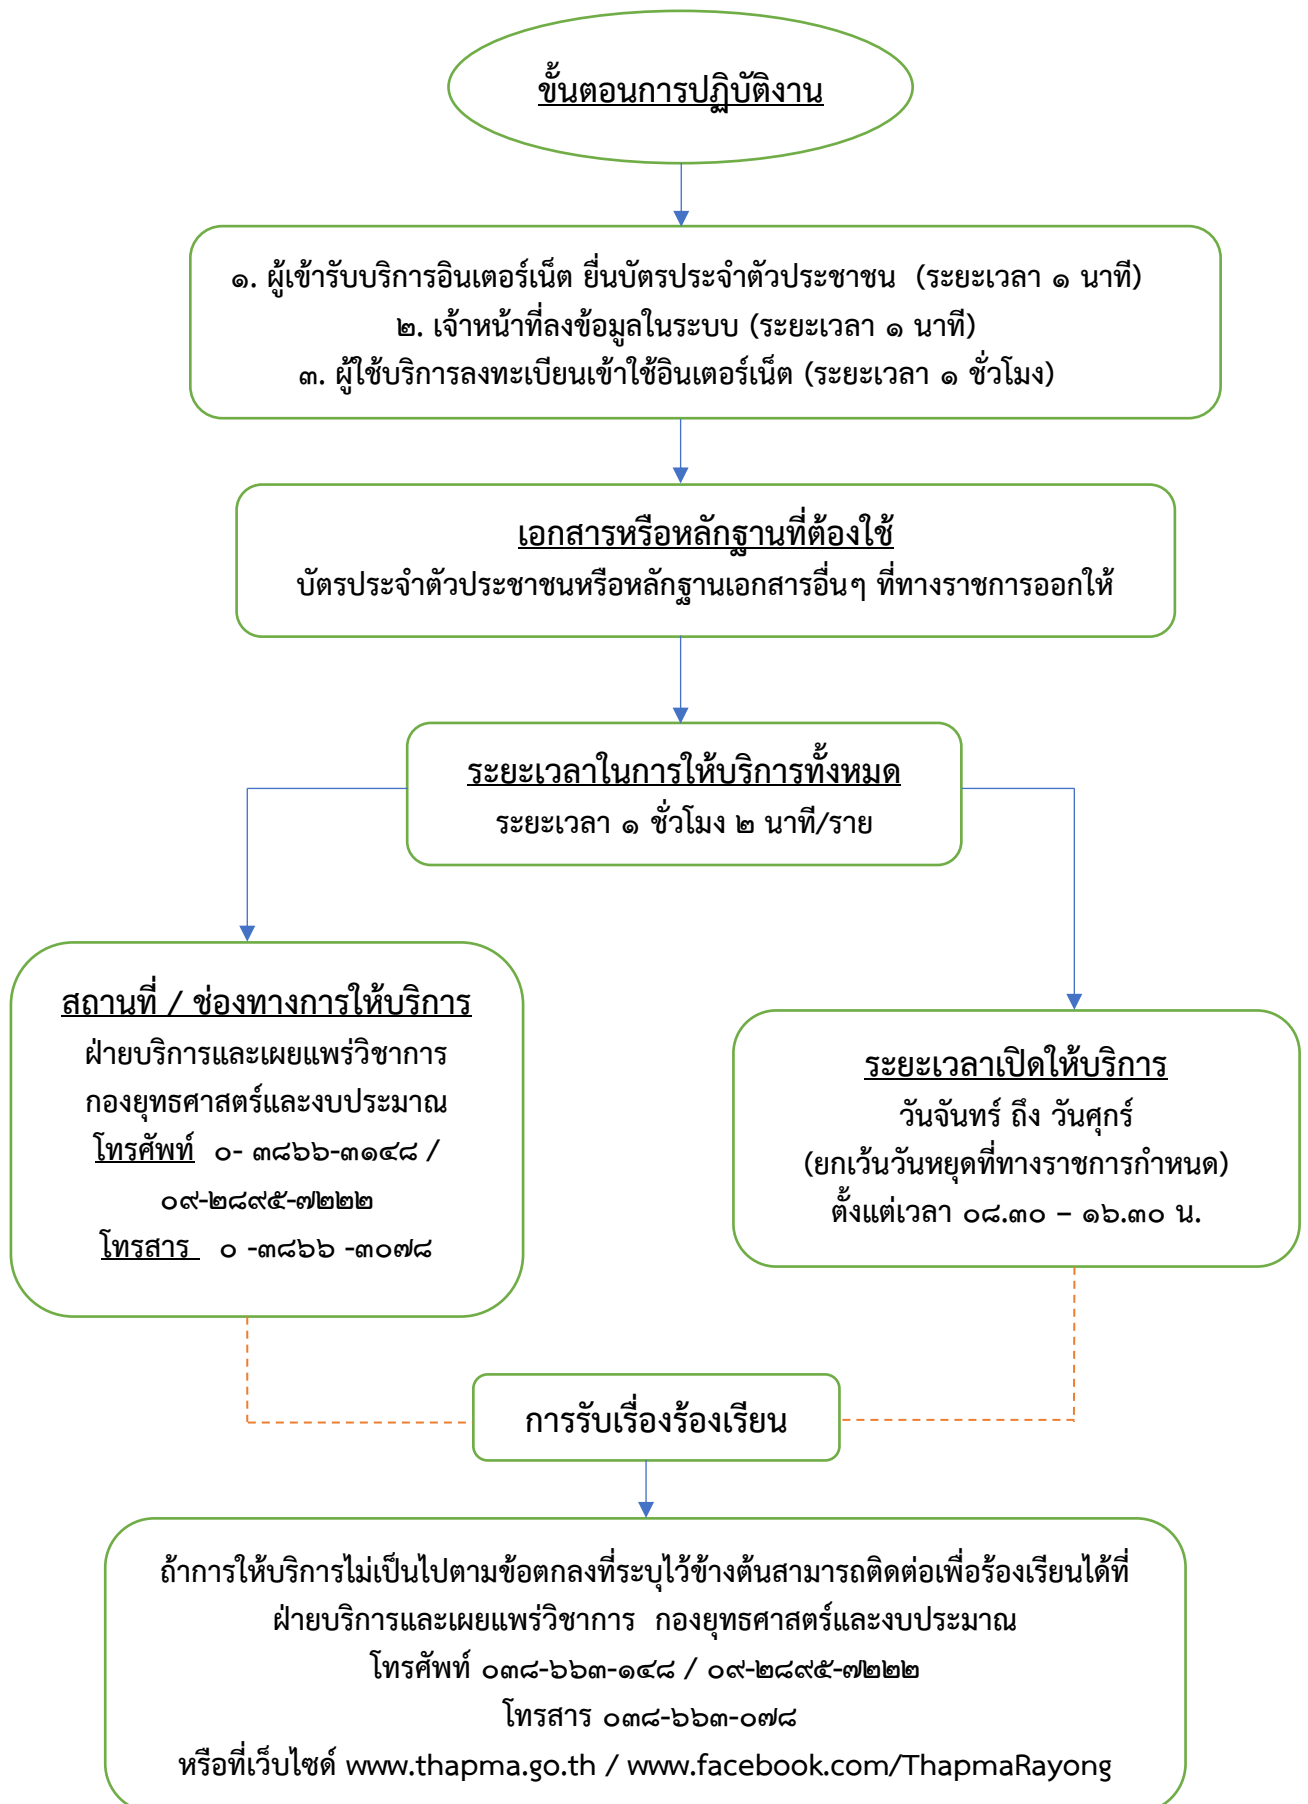 ขั้นตอนการปฏิบัติงาน
๑. ผู้เข้ารับบริการอินเตอร์เน็ต ยื่นบัตรประจำตัวประชาชน (ระยะเวลา ๑ นาที)
๒. เจ้าหน้าที่ลงข้อมูลในระบบ (ระยะเวลา ๑ นาที)
๓. ผู้ใช้บริการลงทะเบียนเข้าใช้อินเตอร์เน็ต (ระยะเวลา ๑ ชั่วโมง)
เอกสารหรือหลักฐานที่ต้องใช้
บัตรประจำตัวประชาชนหรือหลักฐานเอกสารอื่นๆ ที่ทางราชการออกให้
ระยะเวลาในการให้บริการทั้งหมด
ระยะเวลา ๑ ชั่วโมง ๒ นาที/ราย
สถานที่ / ช่องทางการให้บริการ
ฝ่ายบริการและเผยแพร่วิชาการ
กองยุทธศาสตร์และงบประมาณ
โทรศัพท์ ๐- ๓๘๖๖-๓๑๔๘ /
๐๙-๒๘๙๕-๗๒๒๒
โทรสาร ๐ -๓๘๖๖ -๓๐๗๘
ระยะเวลาเปิดให้บริการ
วันจันทร์ ถึง วันศุกร์
(ยกเว้นวันหยุดที่ทางราชการกำหนด)
ตั้งแต่เวลา ๐๘.๓๐ – ๑๖.๓๐ น.
การรับเรื่องร้องเรียน
ถ้าการให้บริการไม่เป็นไปตามข้อตกลงที่ระบุไว้ข้างต้นสามารถติดต่อเพื่อร้องเรียนได้ที่
ฝ่ายบริการและเผยแพร่วิชาการ กองยุทธศาสตร์และงบประมาณ
โทรศัพท์ ๐๓๘-๖๖๓-๑๔๘ / ๐๙-๒๘๙๕-๗๒๒๒
โทรสาร ๐๓๘-๖๖๓-๐๗๘
หรือที่เว็บไซด์ www.thapma.go.th / www.facebook.com/ThapmaRayong